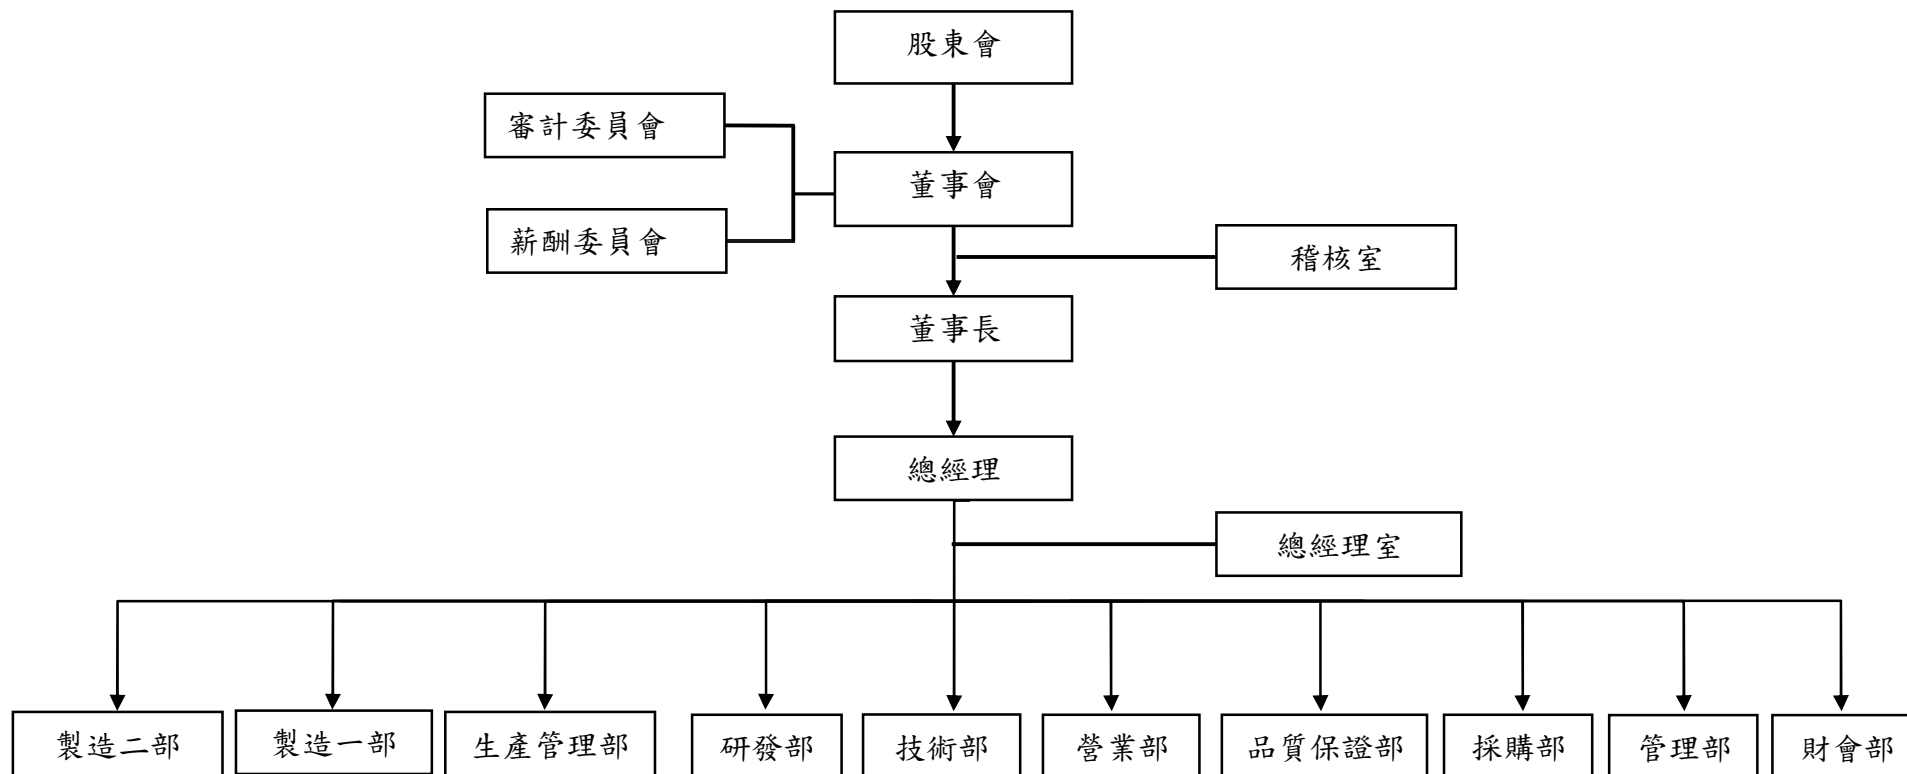 股東會
審計委員會
董事會
薪酬委員會
稽核室
董事長
總經理
總經理室
製造二部
製造一部
生產管理部
研發部
技術部
營業部
品質保證部
採購部
管理部
財會部